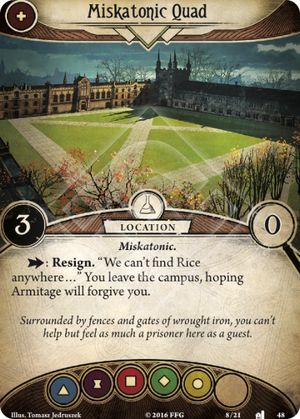 Miskatonic Quad
3
LOCATION
0
Miskatonic.
: Resign. “We can’t find Rice
anywhere…” You leave the campus, hoping
Armitage will forgive you.
Surrounded by fences and gates of wrought iron, you can’t
help but feel as much a prisoner here as a guest.
Illus. Tomasz Jedruszek
© 2016 FFG
8/21
48